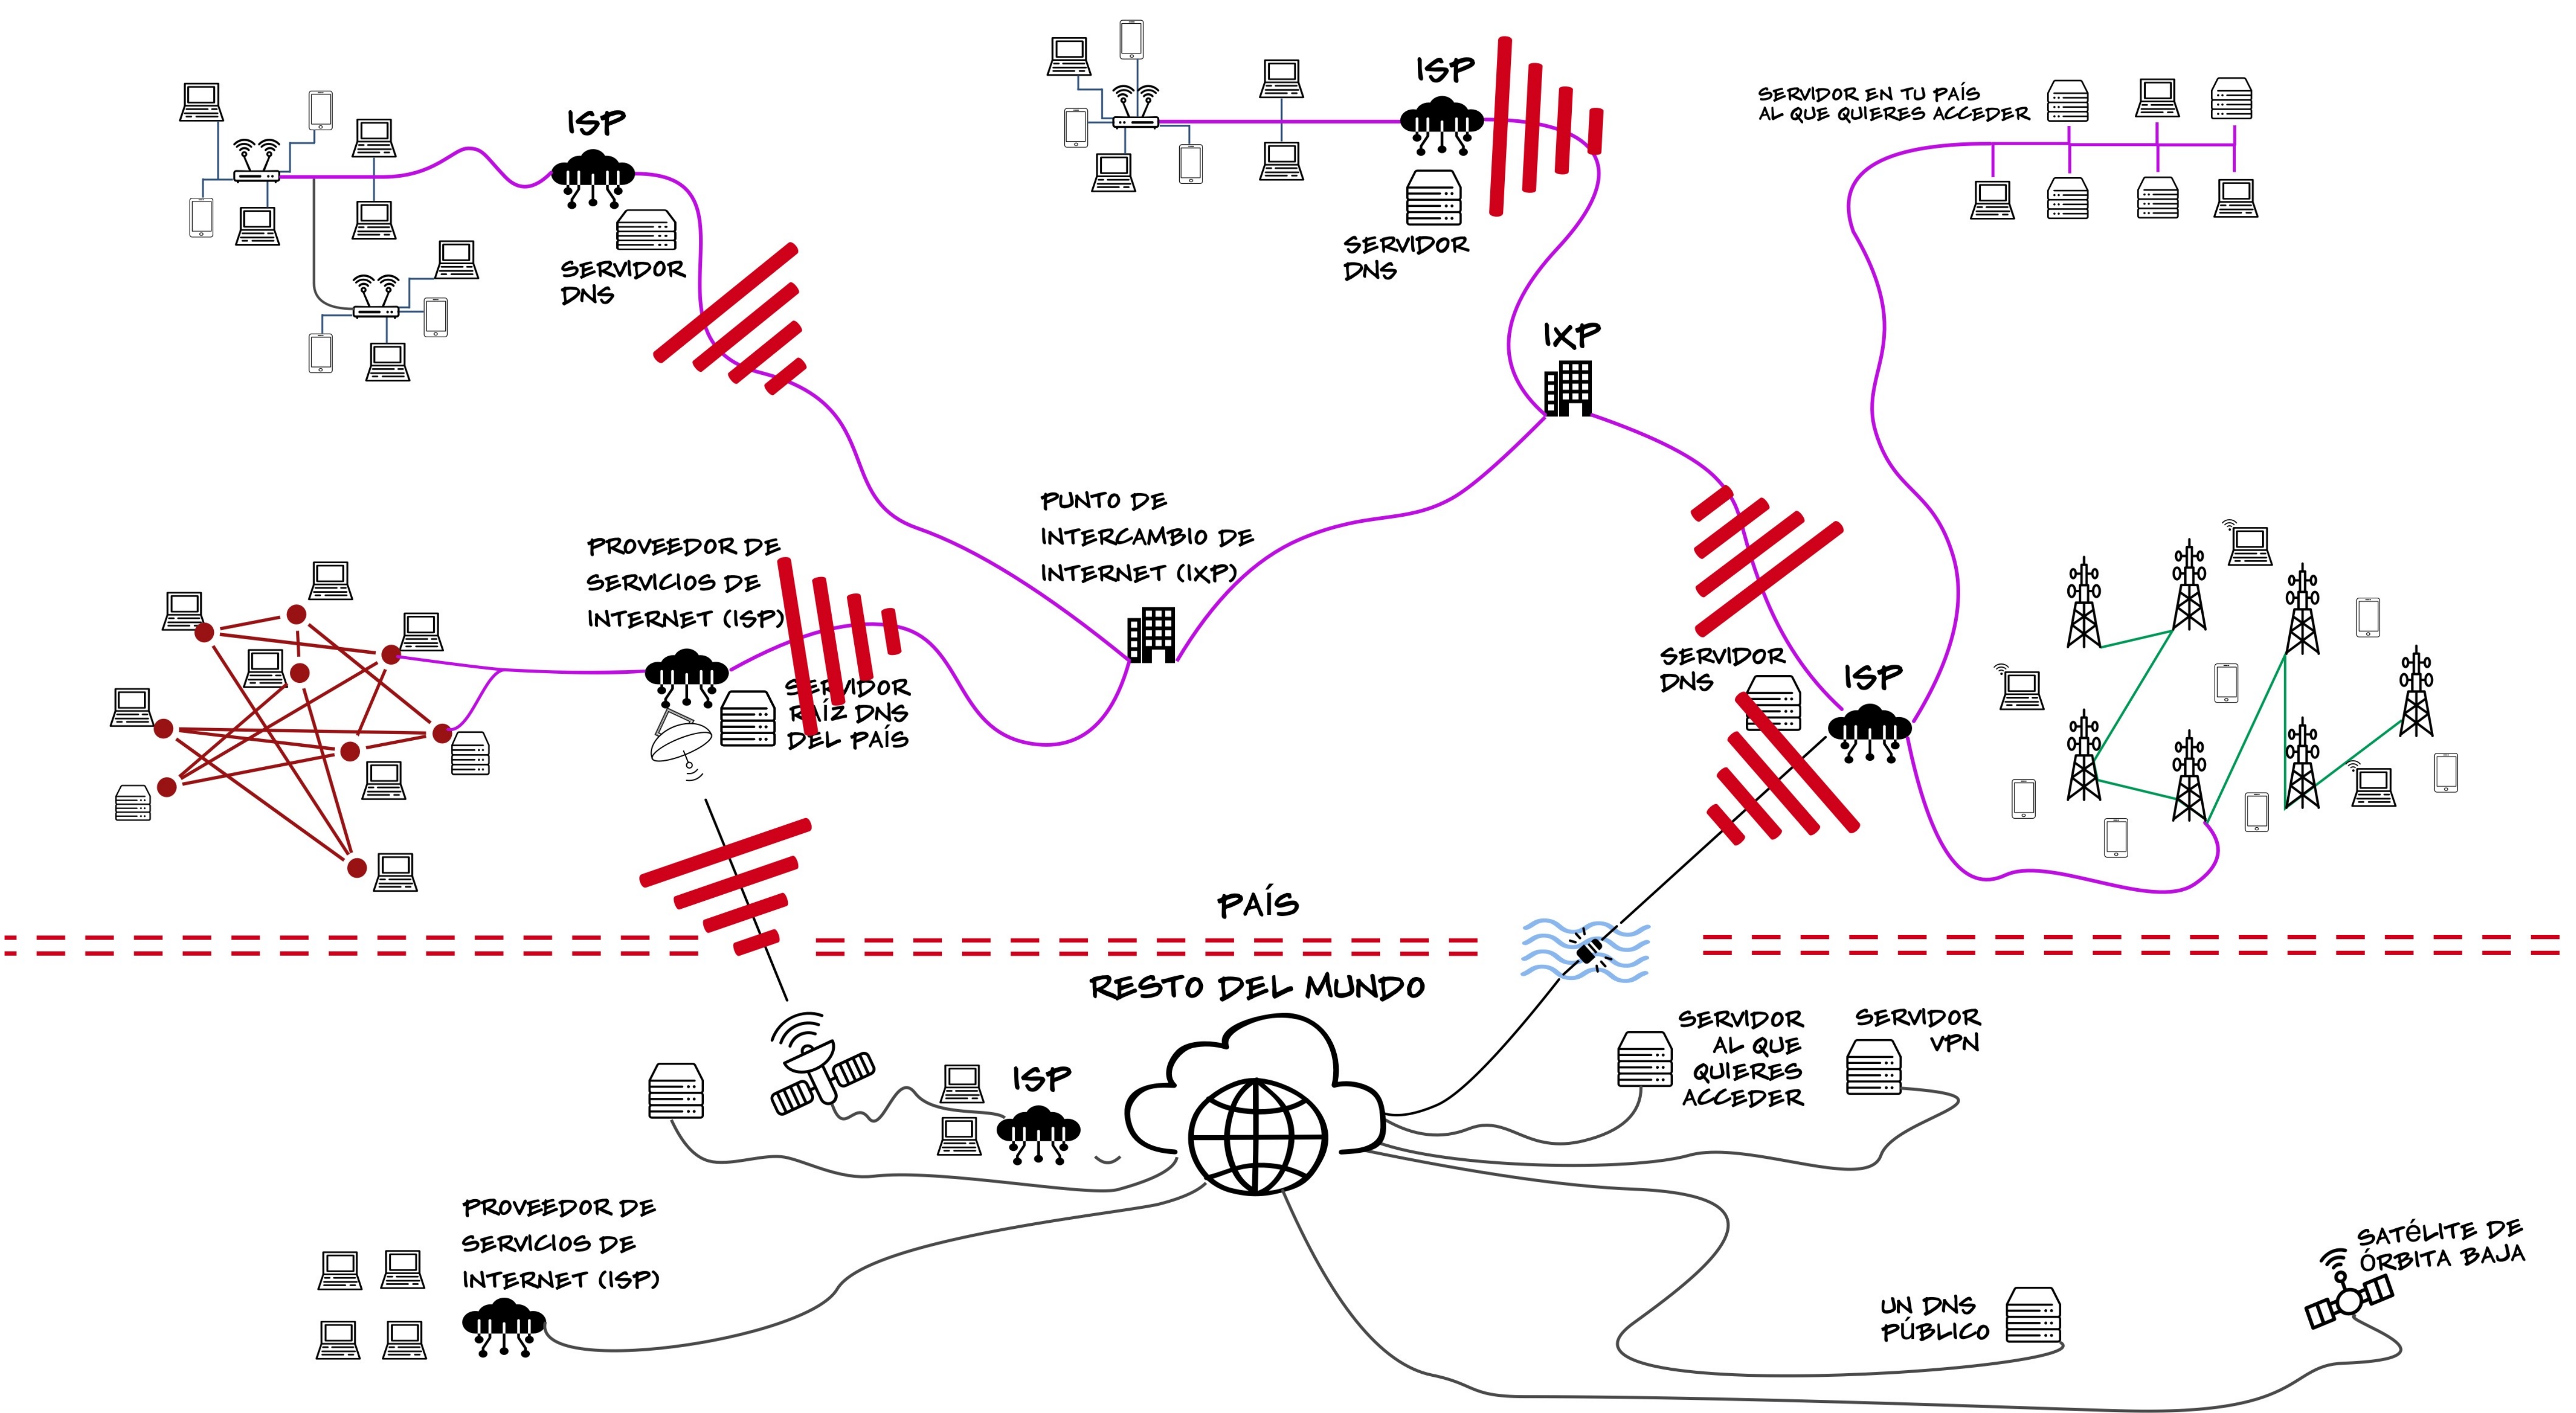 ISP
SERVIDOR
DNS
ISP
SERVIDOR
DNS
SERVIDOR EN TU PAÍS
AL QUE QUIERES ACCEDER
IXP
PUNTO DE
INTERCAMBIO DE
INTERNET (IXP)
PROVEEDOR DE
SERVICIOS DE
INTERNET (ISP)
SERVIDOR
RAÍZ DNS
DEL PAÍS
SERVIDOR
DNS
ISP
PAÍS
RESTO DEL MUNDO
ISP
SERVIDOR
AL QUE
QUIERES
ACCEDER
SERVIDOR
VPN
PROVEEDOR DE
SERVICIOS DE
INTERNET (ISP)
UN DNS
PÚBLICO
SATÉLITE DE
ÓRBITA BAJA